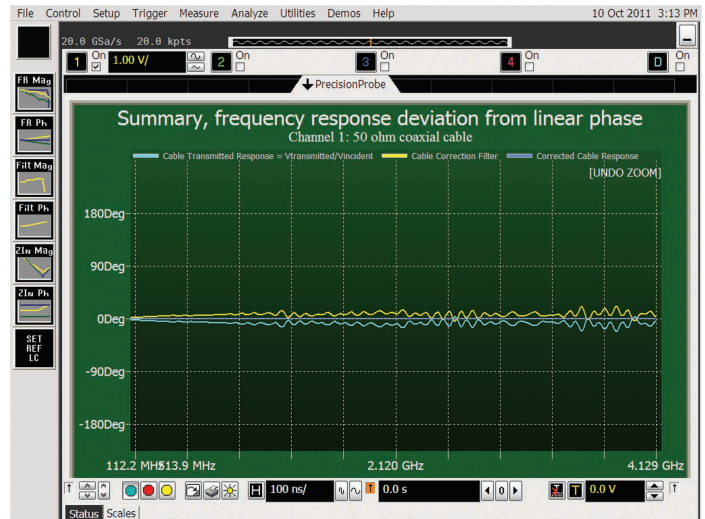 File Control Setup Trigger Measure Analyze Utilities Demos Help 10 Oct 2011 3:13 PM
20.0 GSa/s 20.0 kpts
1 On 1.00 V/ 2 On 3 On 4 On D On
PrecisionProbe
FR Mag
FR Ph
Filt Mag
Filt Ph
ZIN Mag
ZIN Ph
SET
REF
LC
Summary, frequency response deviation from linear phase
Channel 1: 50 ohm coaxial cable
Cable Transmitted Response = Vtransmitted/Vincident Cable Correction Filter Corrected Cable Response
[UNDO ZOOM]
180Deg
90Deg
0Deg
-90Deg
-180Deg
112.2 MHz 513.9 MHz 2.120 GHz 4.129 GHz
H 100 ns/ 0.0 s 0 T 0.0 V
Status Scales